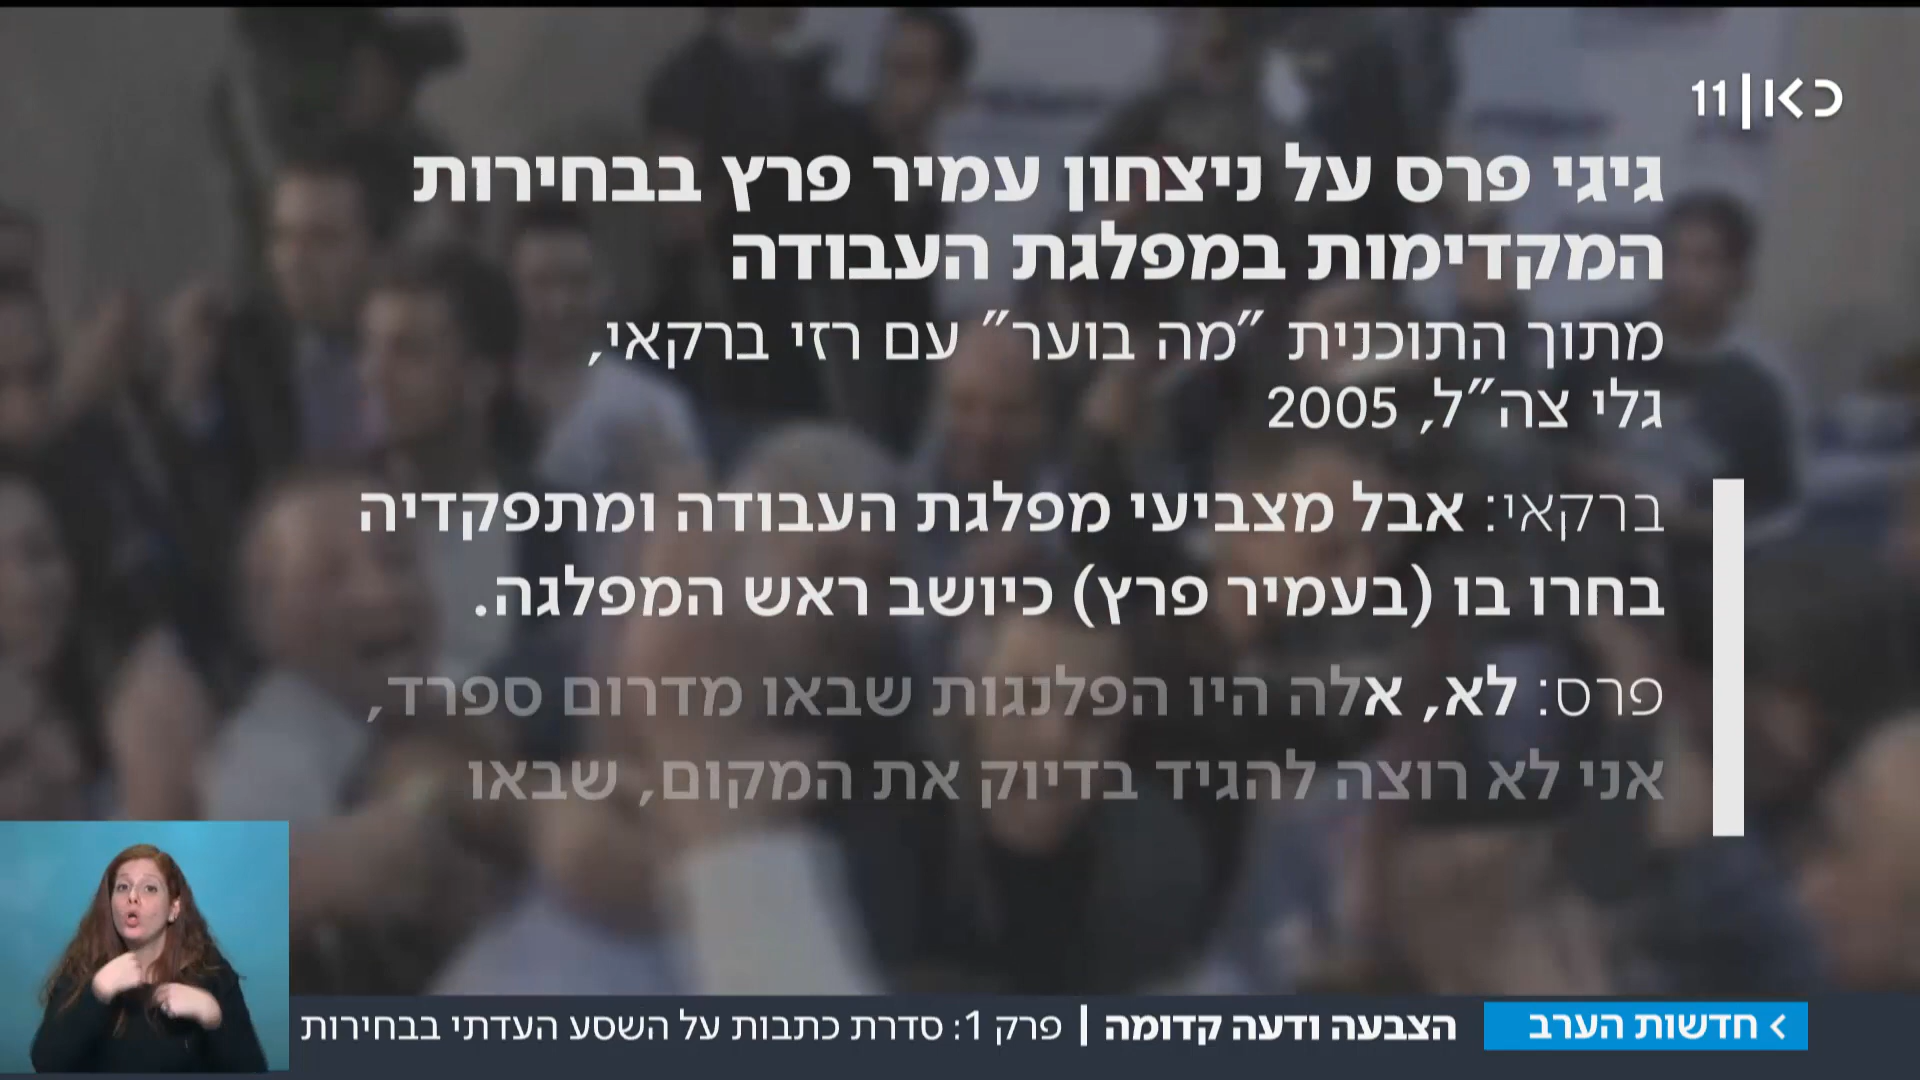 כאן|11
גיגי פרס על ניצחון עמיר פרץ בבחירות
המקדימות במפלגת העבודה
מתוך התוכנית "מה בוער" עם רזי ברקאי,
גלי צה"ל, 2005
ברקאי: אבל מצביעי מפלגת העבודה ומתפקדיה
בחרו בו (בעמיר פרץ) כיושב ראש המפלגה.
פרס: לא, אלה היו הפלנגות שבאו מדרום ספרד,
אני לא רוצה להגיד בדיוק את המקום, שבאו
חדשות הערב
הצבעה ודעה קדומה | פרק 1: סדרת כתבות על השסע העדתי בבחירות